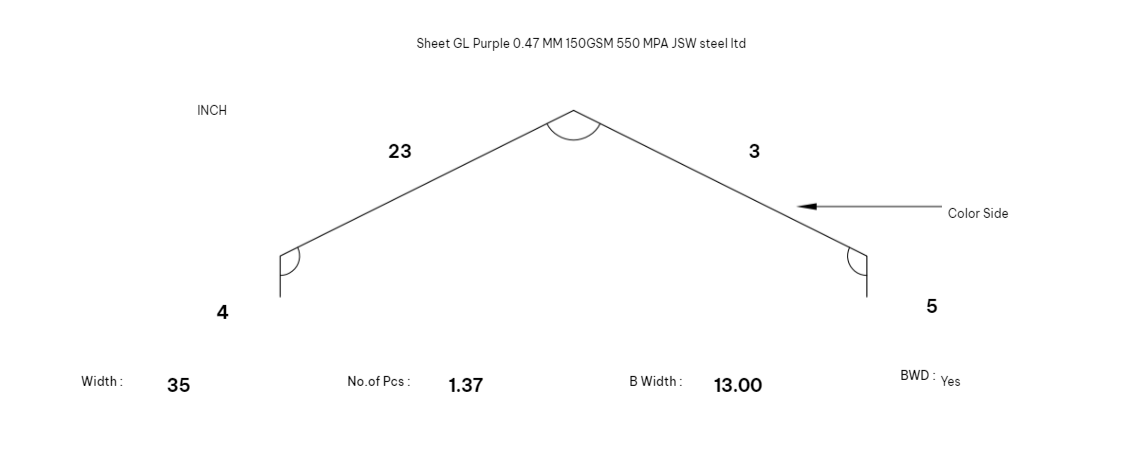 Sheet GL Purple 0.47 MM 150GSM 550 MPA JSW steel ltd
INCH
23
3
Color Side
4
5
Width : 35
No.of Pcs : 1.37
B Width : 13.00
BWD : Yes